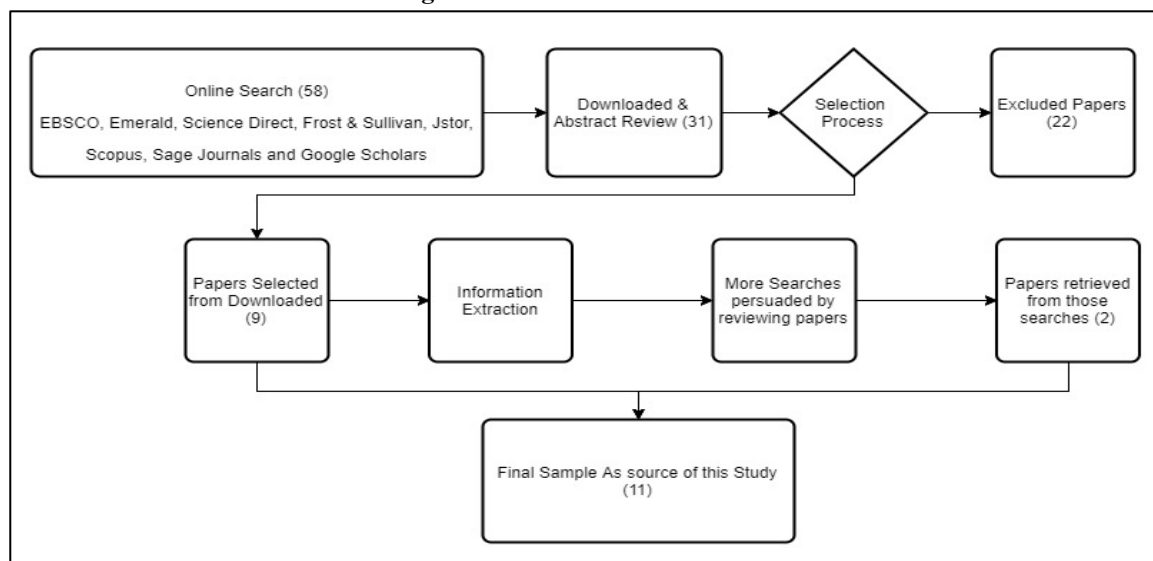 Online Search (58)
EBSCO, Emerald, Science Direct, Frost & Sullivan, Jstor,
Scopus, Sage Journals and Google Scholars
Downloaded &
Abstract Review (31)
Selection
Process
Excluded Papers
(22)
Papers Selected
from Downloaded
(9)
Information
Extraction
More Searches
persuaded by
reviewing papers
Papers retrieved
from those
searches (2)
Final Sample As source of this Study
(11)